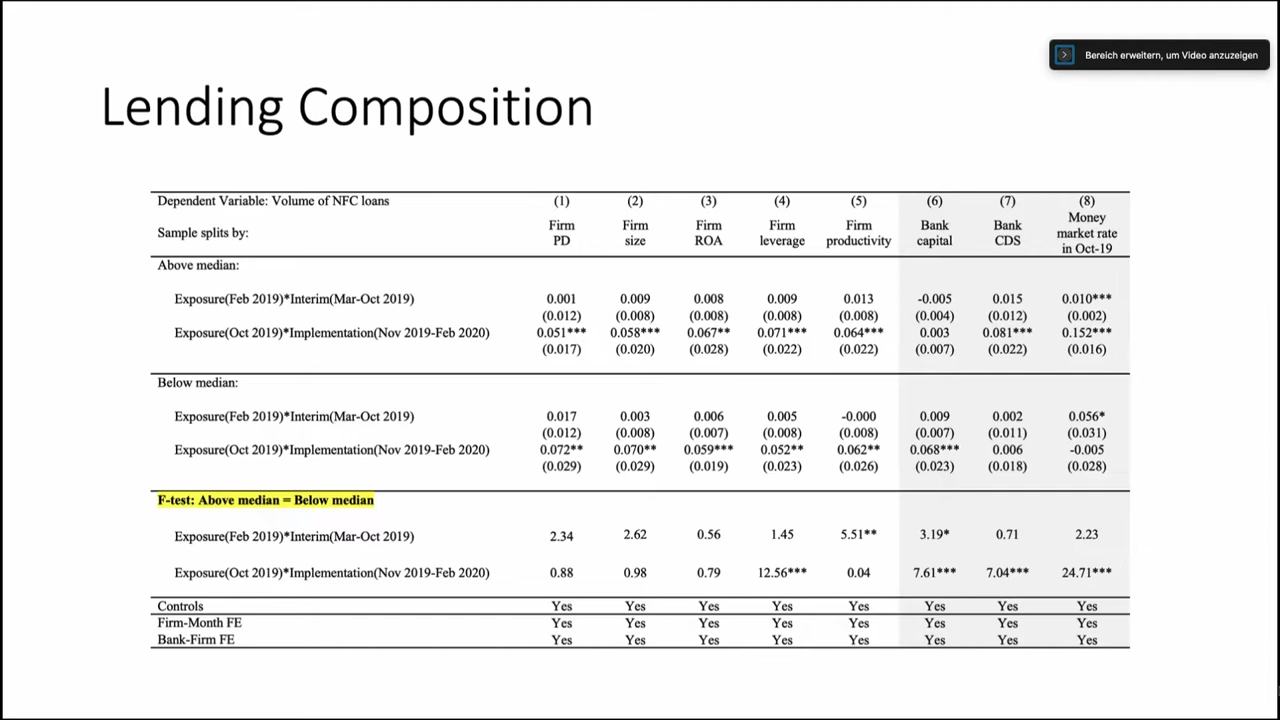 Bereich erweitern, um Video anzuzeigen
Lending Composition
Dependent Variable: Volume of NFC loans (1) (2) (3) (4) (5) (6) (7) (8)
Sample splits by: Firm PD Firm size Firm ROA Firm leverage Firm productivity Bank capital Bank CDS Money market rate in Oct-19
Above median:
Exposure(Feb 2019)*Interim(Mar-Oct 2019) 0.001 0.009 0.008 0.009 0.013 -0.005 0.015 0.010***
(0.012) (0.008) (0.008) (0.008) (0.008) (0.004) (0.012) (0.002)
Exposure(Oct 2019)*Implementation(Nov 2019-Feb 2020) 0.051*** 0.058*** 0.067** 0.071*** 0.064*** 0.003 0.081*** 0.152***
(0.017) (0.020) (0.028) (0.022) (0.022) (0.007) (0.022) (0.016)
Below median:
Exposure(Feb 2019)*Interim(Mar-Oct 2019) 0.017 0.003 0.006 0.005 -0.000 0.009 0.002 0.056*
(0.012) (0.008) (0.007) (0.008) (0.008) (0.007) (0.011) (0.031)
Exposure(Oct 2019)*Implementation(Nov 2019-Feb 2020) 0.072** 0.070** 0.059*** 0.052** 0.062** 0.068*** 0.006 -0.005
(0.029) (0.029) (0.019) (0.023) (0.026) (0.023) (0.018) (0.028)
F-test: Above median = Below median
Exposure(Feb 2019)*Interim(Mar-Oct 2019) 2.34 2.62 0.56 1.45 5.51** 3.19* 0.71 2.23
Exposure(Oct 2019)*Implementation(Nov 2019-Feb 2020) 0.88 0.98 0.79 12.56*** 0.04 7.61*** 7.04*** 24.71***
Controls Yes Yes Yes Yes Yes Yes Yes Yes
Firm-Month FE Yes Yes Yes Yes Yes Yes Yes Yes
Bank-Firm FE Yes Yes Yes Yes Yes Yes Yes Yes